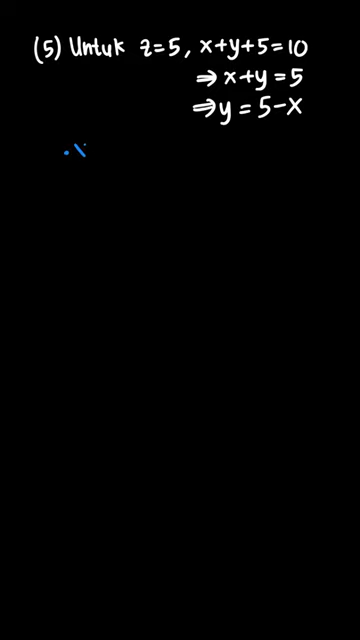 (5) Untuk z=5, x+y+5=10
⇒ x+y=5
⇒ y = 5-x
. x